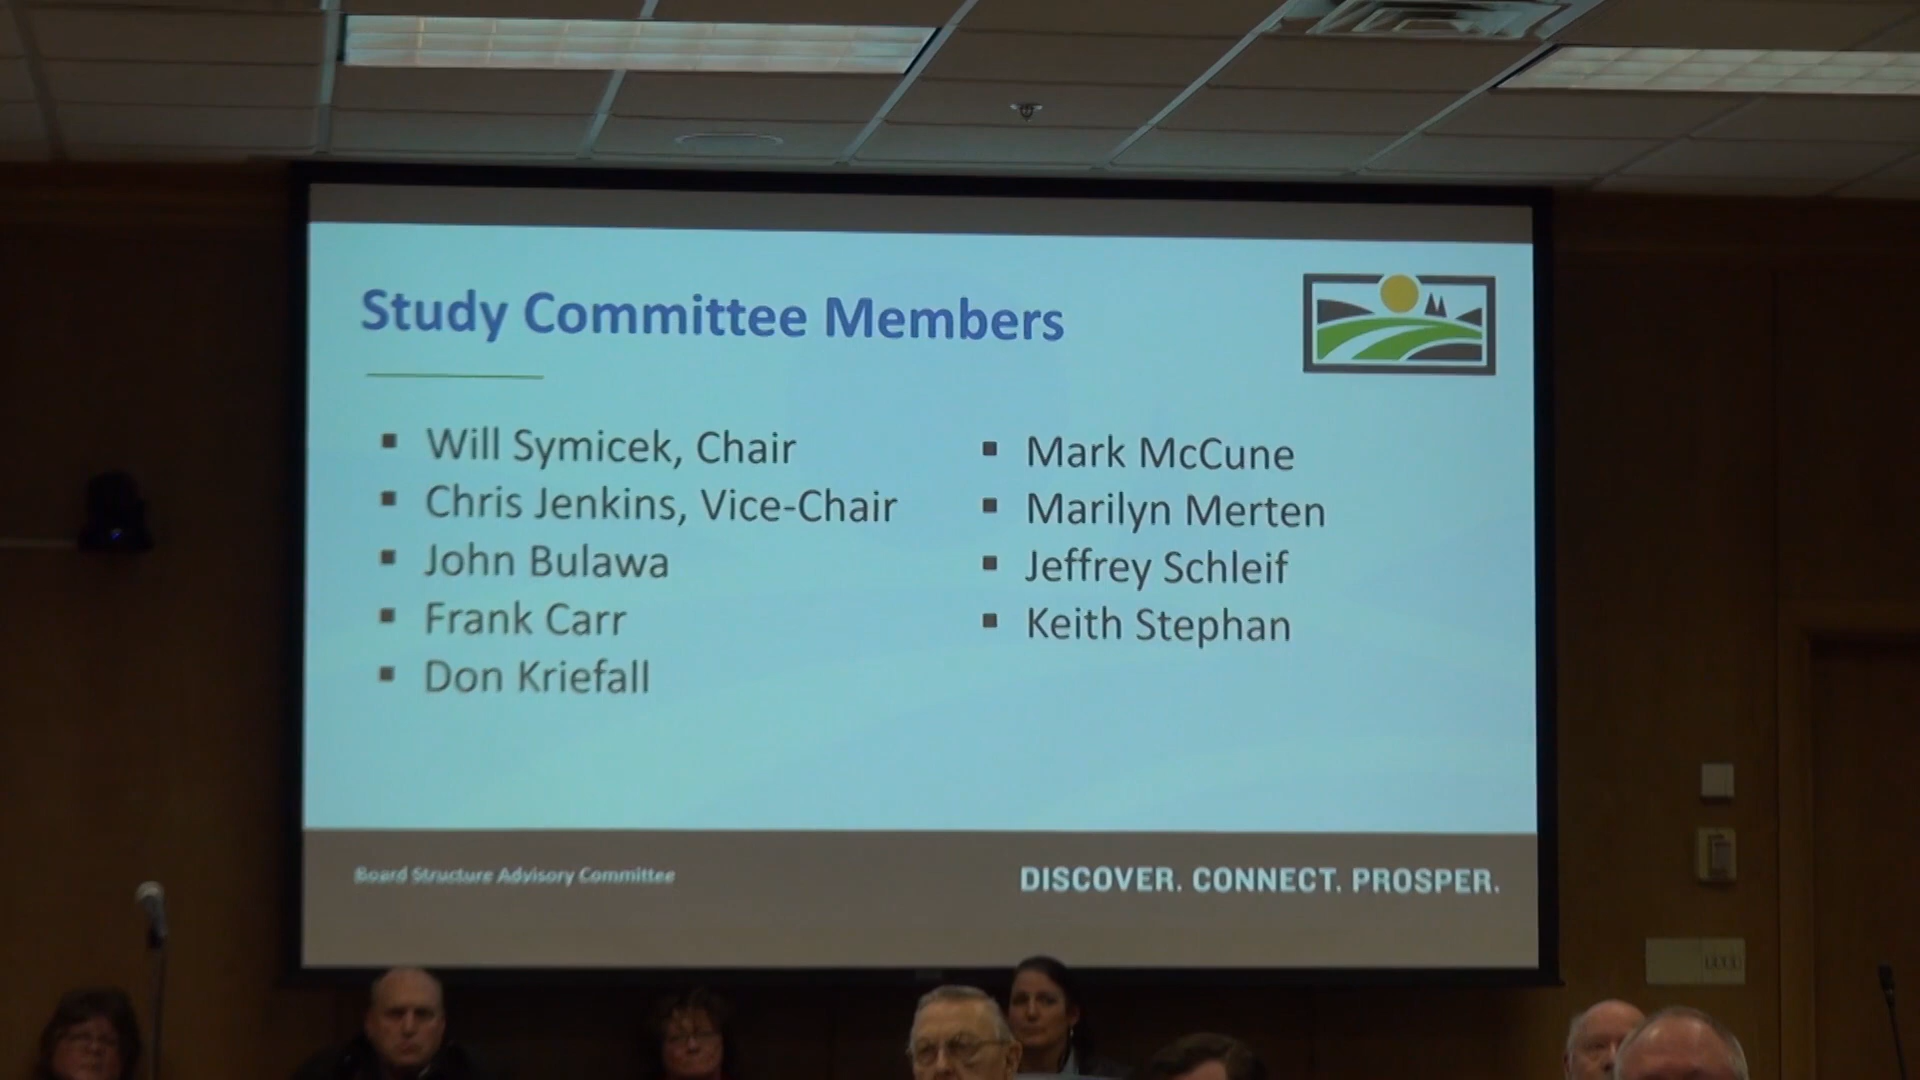 Study Committee Members
Will Symicek, Chair
Chris Jenkins, Vice-Chair
John Bulawa
Frank Carr
Don Kriefall
Mark McCune
Marilyn Merten
Jeffrey Schleif
Keith Stephan
Board Structure Advisory Committee
DISCOVER. CONNECT. PROSPER.